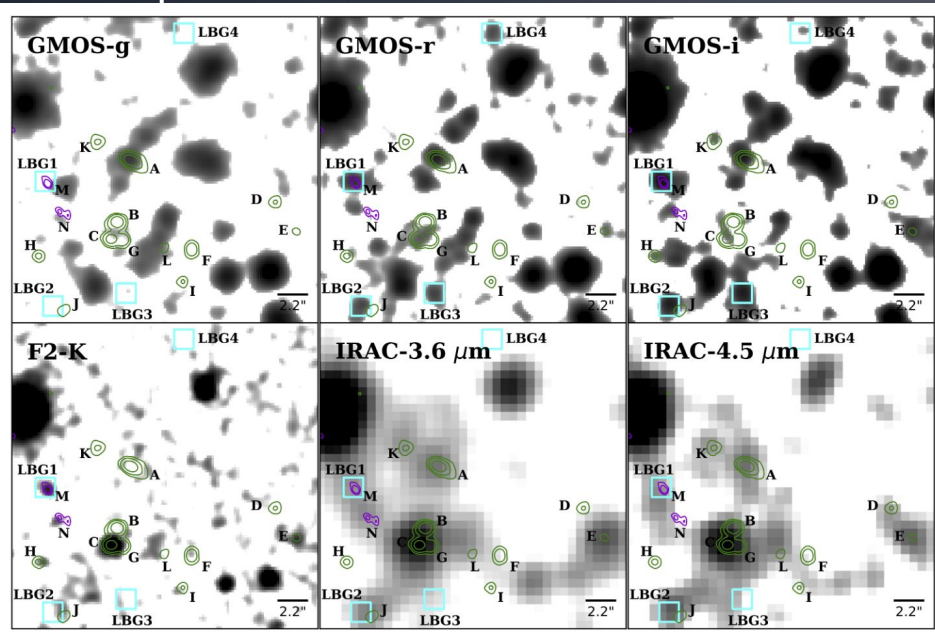 GMOS-g
LBG4
K
A
LBG1
M
N
B
D
C
E
H
G
L
F
I
LBG2
J
LBG3
2.2"
GMOS-r
LBG4
K
A
LBG1
M
N
B
D
C
E
H
G
L
F
I
LBG2
J
LBG3
2.2"
GMOS-i
LBG4
K
A
LBG1
M
N
B
D
C
E
H
G
L
F
I
LBG2
J
LBG3
2.2"
F2-K
LBG4
K
A
LBG1
M
N
B
D
C
E
H
G
L
F
I
LBG2
J
LBG3
2.2"
IRAC-3.6 μm
LBG4
K
A
LBG1
M
N
B
D
C
E
H
G
L
F
I
LBG2
J
LBG3
2.2"
IRAC-4.5 μm
LBG4
K
A
LBG1
M
N
B
D
C
E
H
G
L
F
I
LBG2
J
LBG3
2.2"